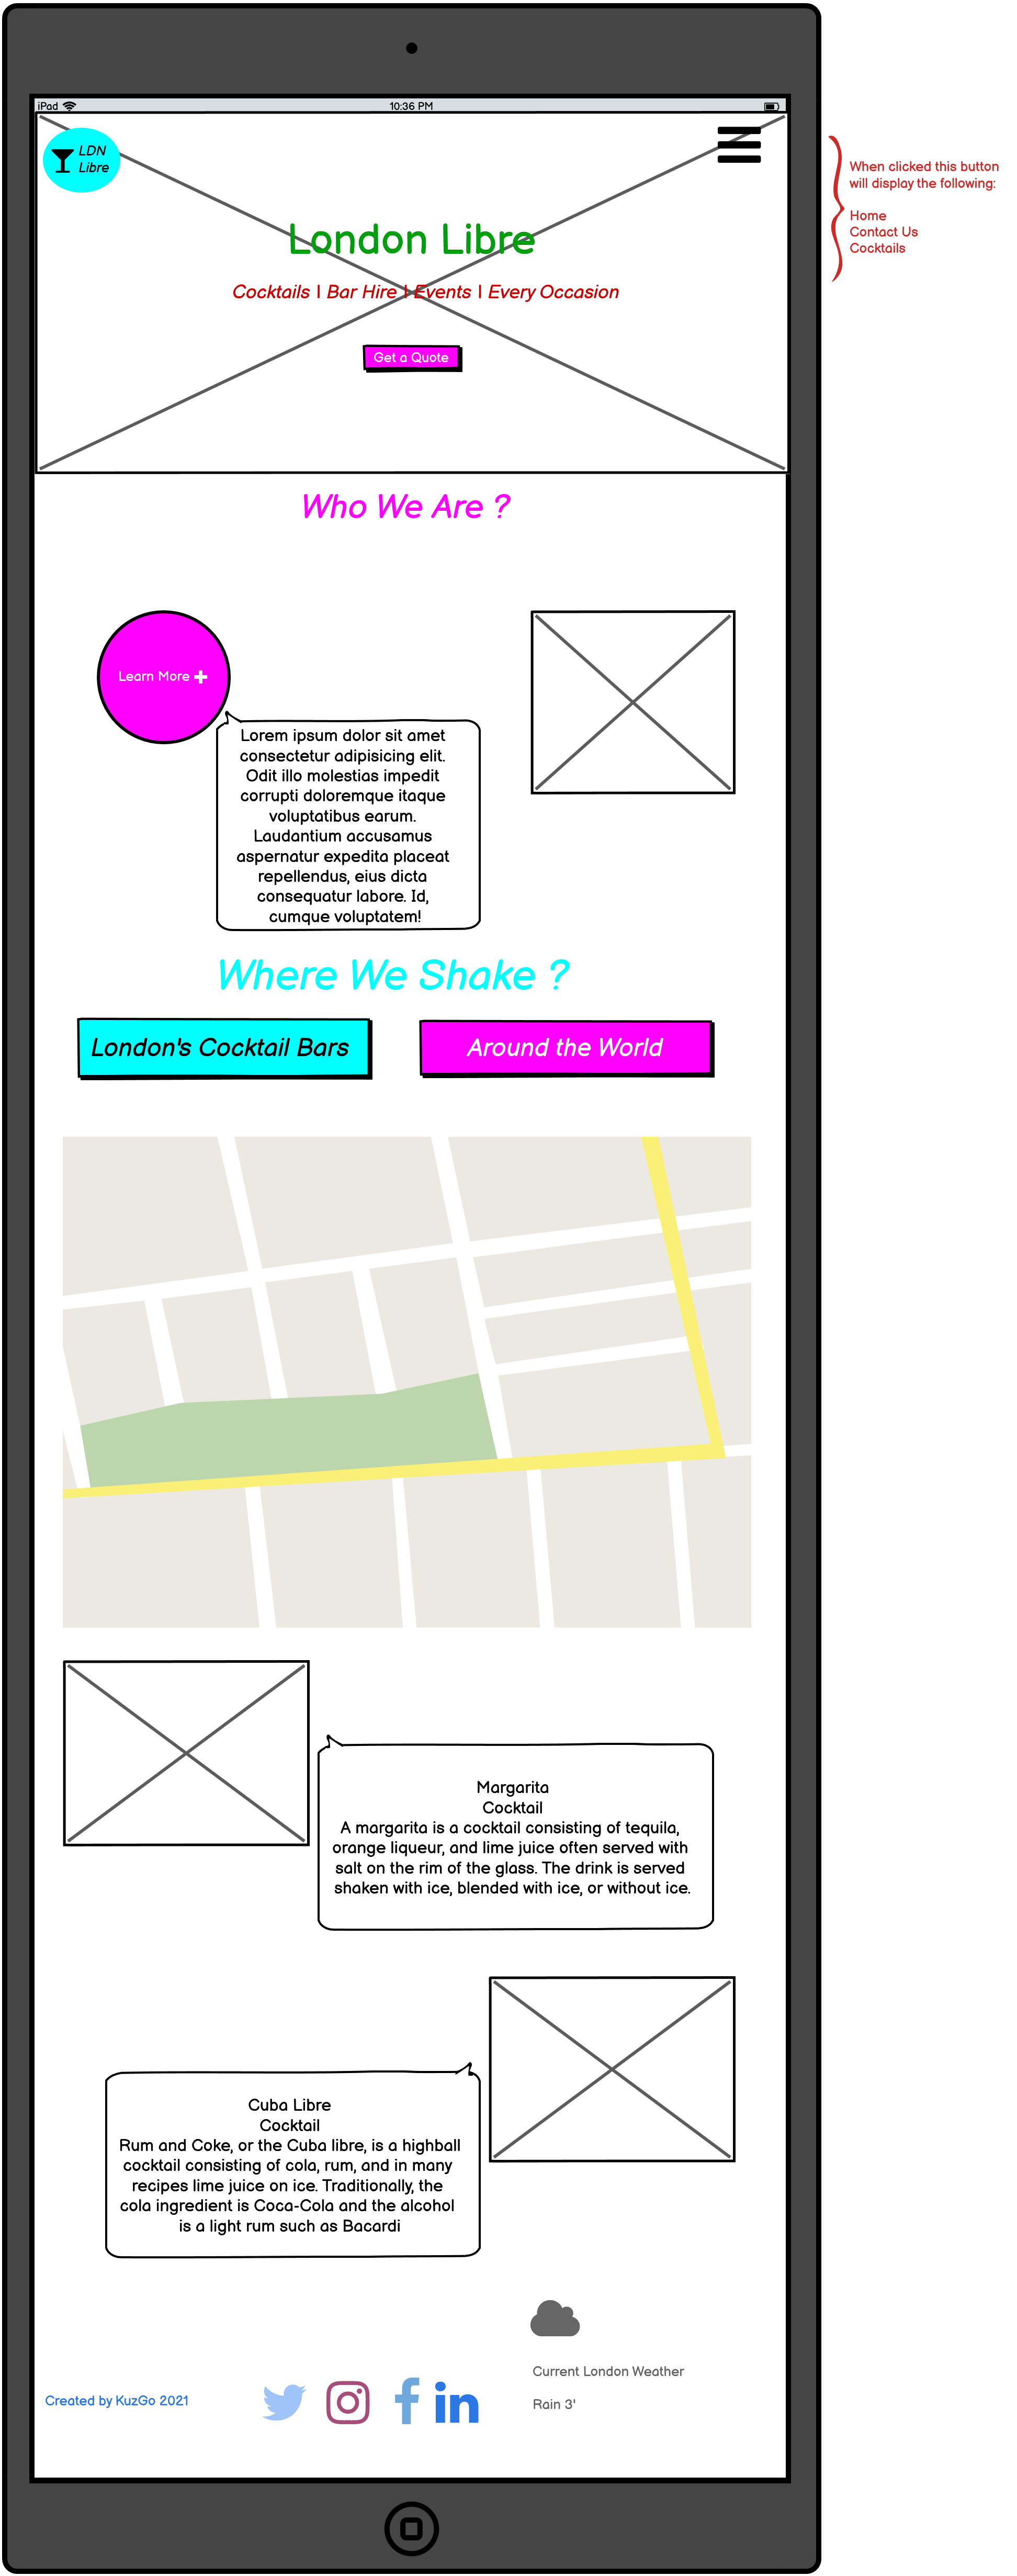 iPad
10:36 PM
LDN
Libre
London Libre
Cocktails | Bar Hire | Events | Every Occasion
Get a Quote
When clicked this button
will display the following:
Home
Contact Us
Cocktails
Who We Are ?
Learn More
Lorem ipsum dolor sit amet
consectetur adipisicing elit.
Odit illo molestias impedit
corrupti doloremque itaque
voluptatibus earum.
Laudantium accusamus
aspernatur expedita placeat
repellendus, eius dicta
consequatur labore. Id,
cumque voluptatem!
Where We Shake ?
London's Cocktail Bars
Around the World
Margarita
Cocktail
A margarita is a cocktail consisting of tequila,
orange liqueur, and lime juice often served with
salt on the rim of the glass. The drink is served
shaken with ice, blended with ice, or without ice.
Cuba Libre
Cocktail
Rum and Coke, or the Cuba libre, is a highball
cocktail consisting of cola, rum, and in many
recipes lime juice on ice. Traditionally, the
cola ingredient is Coca-Cola and the alcohol
is a light rum such as Bacardi
Current London Weather
Rain 3'
Created by KuzGo 2021